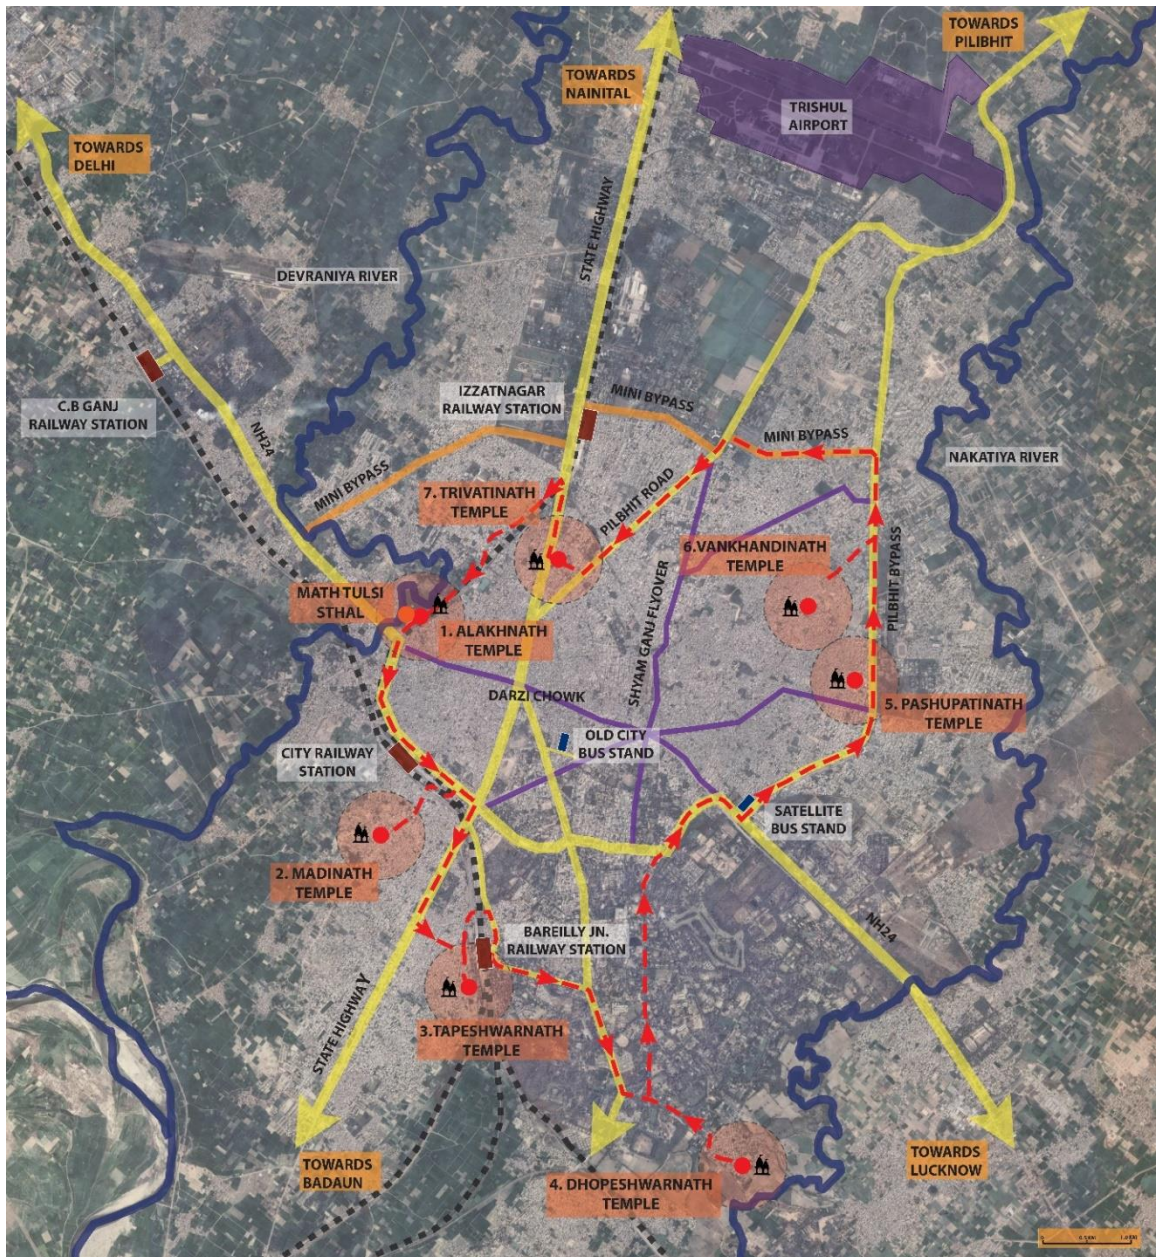 TOWARDS
PILIBHIT
TOWARDS
NAINITAL
TRISHUL
AIRPORT
TOWARDS
DELHI
STATE HIGHWAY
DEVRANIYA RIVER
IZZATNAGAR
RAILWAY STATION
MINI BYPASS
C.B GANJ
RAILWAY STATION
NH24
MINI BYPASS
NAKATIYA RIVER
MINI BYPASS
7. TRIVATINATH
TEMPLE
PILBHIT ROAD
6.VANKHANDINATH
TEMPLE
PILBHIT BYPASS
MATH TULSI
STHAL
1. ALAKHNATH
TEMPLE
SHYAM GANJ FLYOVER
DARZI CHOWK
5. PASHUPATINATH
TEMPLE
OLD CITY
BUS STAND
CITY RAILWAY
STATION
SATELLITE
BUS STAND
2. MADINATH
TEMPLE
NH24
BAREILLY JN.
RAILWAY STATION
STATE HIGHWAY
3.TAPESHWARNATH
TEMPLE
TOWARDS
BADAUN
4. DHOPESHWARNATH
TEMPLE
TOWARDS
LUCKNOW